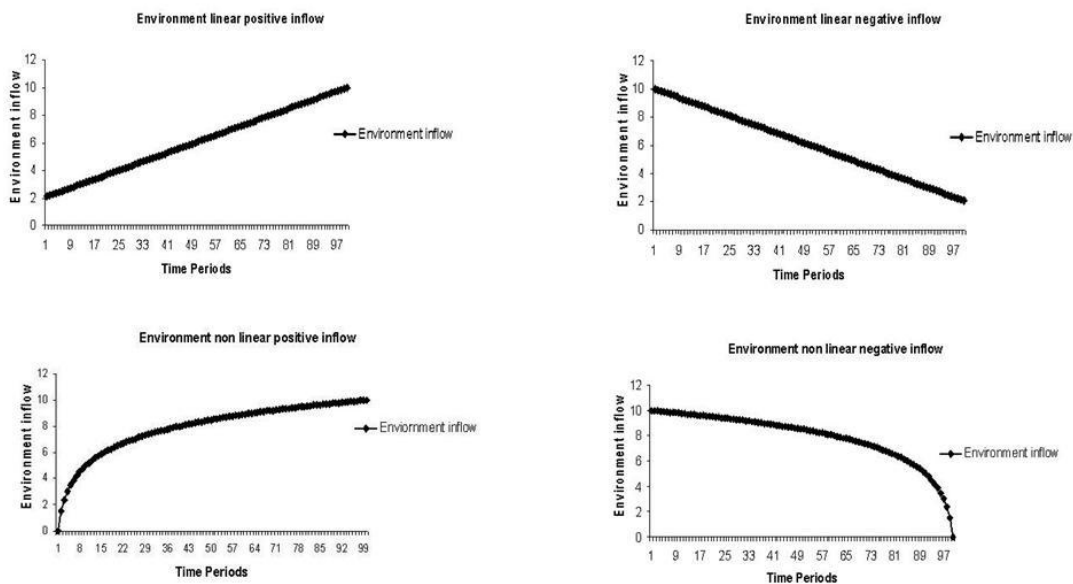 Environment linear positive inflow
Environment inflow
12
10
8
6
4
2
0
1 9 17 25 33 41 49 57 65 73 81 89 97
Time Periods
Environment inflow
Environment linear negative inflow
Environment inflow
12
10
8
6
4
2
0
1 9 17 25 33 41 49 57 65 73 81 89 97
Time Periods
Environment inflow
Environment non linear positive inflow
Environment inflow
12
10
8
6
4
2
0
1 8 15 22 29 36 43 50 57 64 71 78 85 92 99
Time Periods
Enviornment inflow
Environment non linear negative inflow
Environment inflow
12
10
8
6
4
2
0
1 9 17 25 33 41 49 57 65 73 81 89 97
Time Periods
Environment inflow